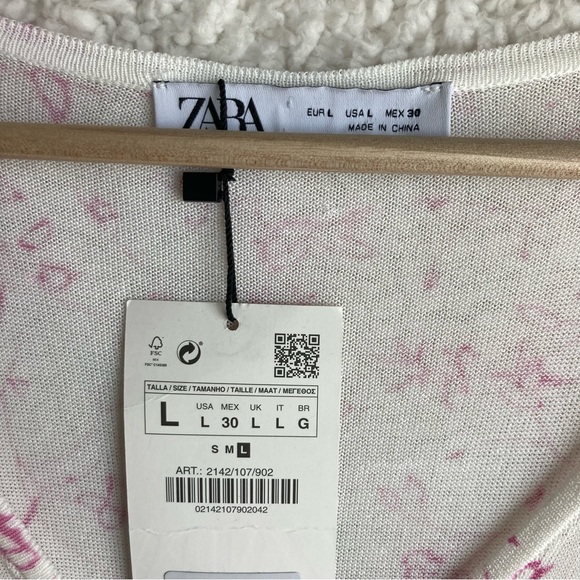 ZARA
EUR L USA L MEX 30
MADE IN CHINA
FSC
TALLA / SIZE / TAMANHO / TAILLE / MAAT / ΜΕΓΕΘΟΣ
L
USA MEX UK IT BR
L 30 L L G
S M L
ART.: 2142/107/902
02142107902042